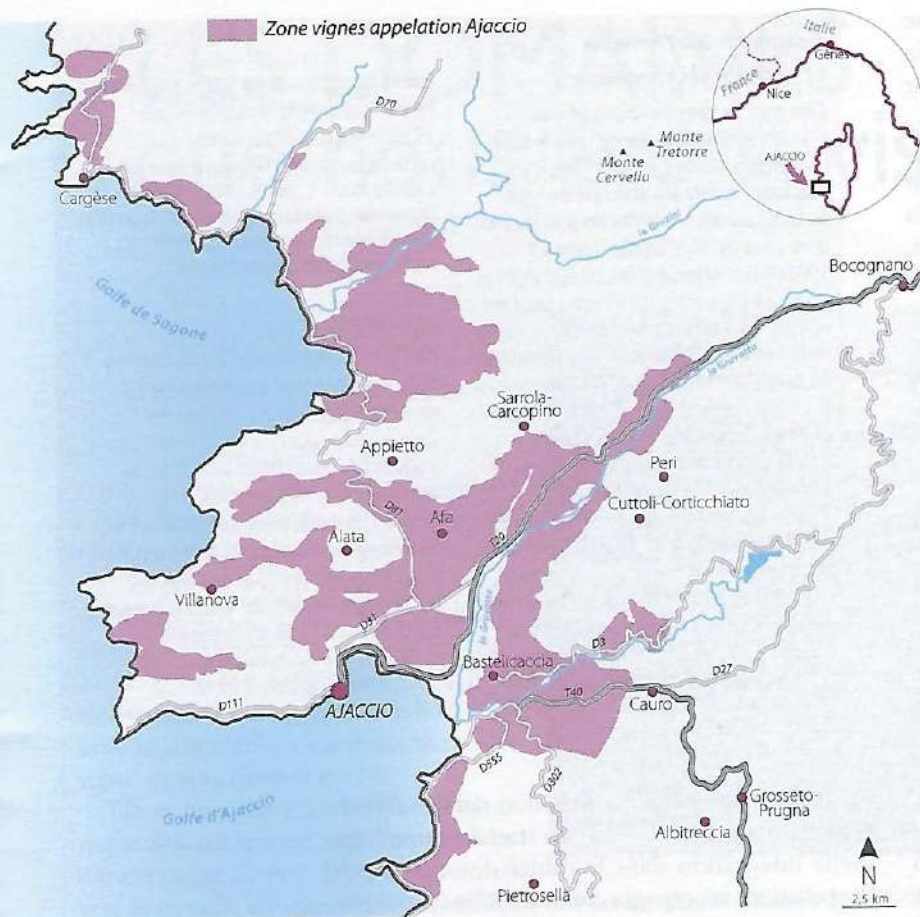 Zone vignes appelation Ajaccio
Italie
Gênes
France
Nice
AJACCIO
D70
Monte
Tretorre
Monte
Cervellu
Cargèse
Golfe de Sagone
Bocognano
Sarrola-
Carcopino
Appietto
Peri
Cuttoli-Corticchiato
D81
Afa
Alata
T20
Villanova
D31
la Gravona
D3
Bastelicaccia
D27
T40
Cauro
D111
AJACCIO
D555
D302
Golfe d'Ajaccio
Grosseto-
Prugna
Albitreccia
Pietrosella
N
2,5 km